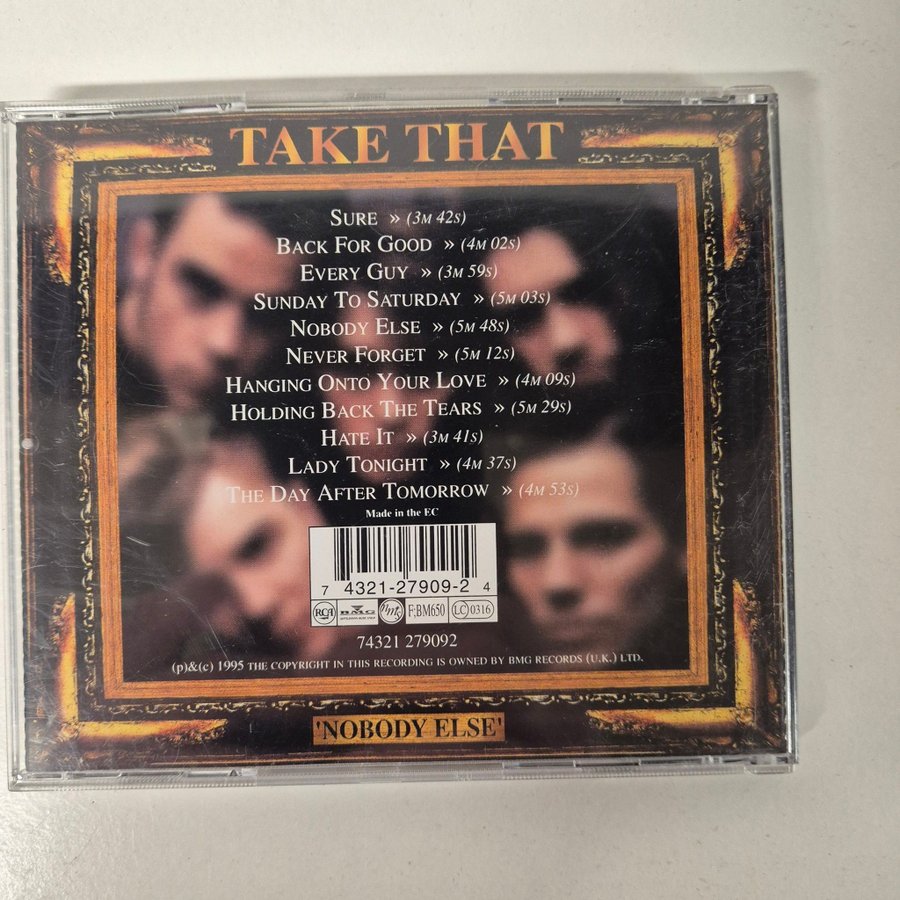 TAKE THAT
SURE » (3M 42S)
BACK FOR GOOD » (4M 02S)
EVERY GUY » (3M 59S)
SUNDAY TO SATURDAY » (5M 03S)
NOBODY ELSE » (5M 48S)
NEVER FORGET » (5M 12S)
HANGING ONTO YOUR LOVE » (4M 09S)
HOLDING BACK THE TEARS » (5M 29S)
HATE IT » (3M 41S)
LADY TONIGHT » (4M 37S)
THE DAY AFTER TOMORROW » (4M 53S)
Made in the EC
7 4321-27909-2 4
RCA BMG F:BM650 LC 0316
74321 279092
(p)&(c) 1995 THE COPYRIGHT IN THIS RECORDING IS OWNED BY BMG RECORDS (U.K.) LTD.
'NOBODY ELSE'